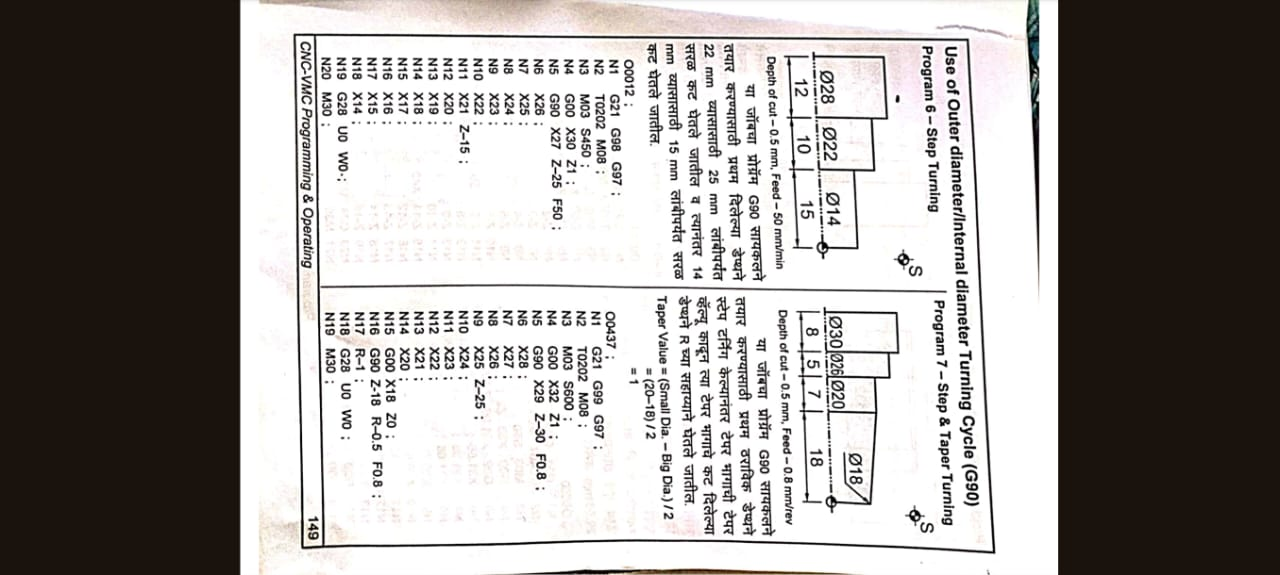 Use of Outer diameter/Internal diameter Turning Cycle (G90)
Program 6 – Step Turning
S
Ø28 Ø22 Ø14
12 10 15
Depth of cut – 0.5 mm, Feed – 50 mm/min
या जॉबचा प्रोग्रॅम G90 सायकलने
तयार करण्यासाठी प्रथम दिलेल्या डेप्थने
22 mm व्यासासाठी 25 mm लांबीपर्यंत
सरळ कट घेतले जातील व त्यानंतर 14
mm व्यासासाठी 15 mm लांबीपर्यंत सरळ
कट घेतले जातील.
O0012 ;
N1 G21 G98 G97 ;
N2 T0202 M08 ;
N3 M03 S450 ;
N4 G00 X30 Z1 ;
N5 G90 X27 Z–25 F50 ;
N6 X26 ;
N7 X25 ;
N8 X24 ;
N9 X23 ;
N10 X22 ;
N11 X21 Z–15 ;
N12 X20 ;
N13 X19 ;
N14 X18 ;
N15 X17 ;
N16 X16 ;
N17 X15 ;
N18 X14 ;
N19 G28 U0 W0 ;
N20 M30 ;
Program 7 – Step & Taper Turning
S
Ø30 Ø26 Ø20 Ø18
8 5 7 18
Depth of cut – 0.5 mm, Feed – 0.8 mm/rev
या जॉबचा प्रोग्रॅम G90 सायकलने
तयार करण्यासाठी प्रथम ठराविक डेप्थने
स्टेप टर्निंग केल्यानंतर टेपर भागाची टेपर
व्हॅल्यू काढून त्या टेपर भागाचे कट दिलेल्या
डेप्थने R च्या सहाय्याने घेतले जातील.
Taper Value = (Small Dia. – Big Dia.) / 2
= (20–18) / 2
= 1
O0437 ;
N1 G21 G99 G97 ;
N2 T0202 M08 ;
N3 M03 S600 ;
N4 G00 X32 Z1 ;
N5 G90 X29 Z–30 F0.8 ;
N6 X28 ;
N7 X27 ;
N8 X26 ;
N9 X25 Z–25 ;
N10 X24 ;
N11 X23 ;
N12 X22 ;
N13 X21 ;
N14 X20 ;
N15 G00 X18 Z0 ;
N16 G90 Z-18 R–0.5 F0.8 ;
N17 R–1 ;
N18 G28 U0 W0 ;
N19 M30 ;
CNC-VMC Programming & Operating
149